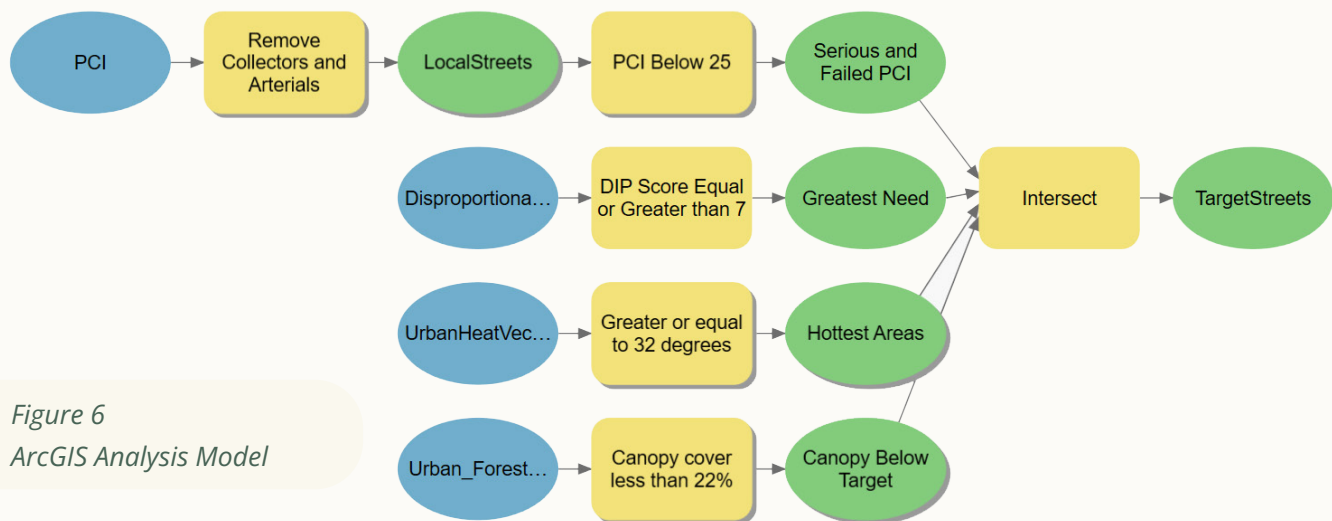 PCI
Remove
Collectors and
Arterials
LocalStreets
PCI Below 25
Serious and
Failed PCI
Disproportiona...
DIP Score Equal
or Greater than 7
Greatest Need
Intersect
TargetStreets
UrbanHeatVec...
Greater or equal
to 32 degrees
Hottest Areas
Urban_Forest...
Canopy cover
less than 22%
Canopy Below
Target
Figure 6
ArcGIS Analysis Model